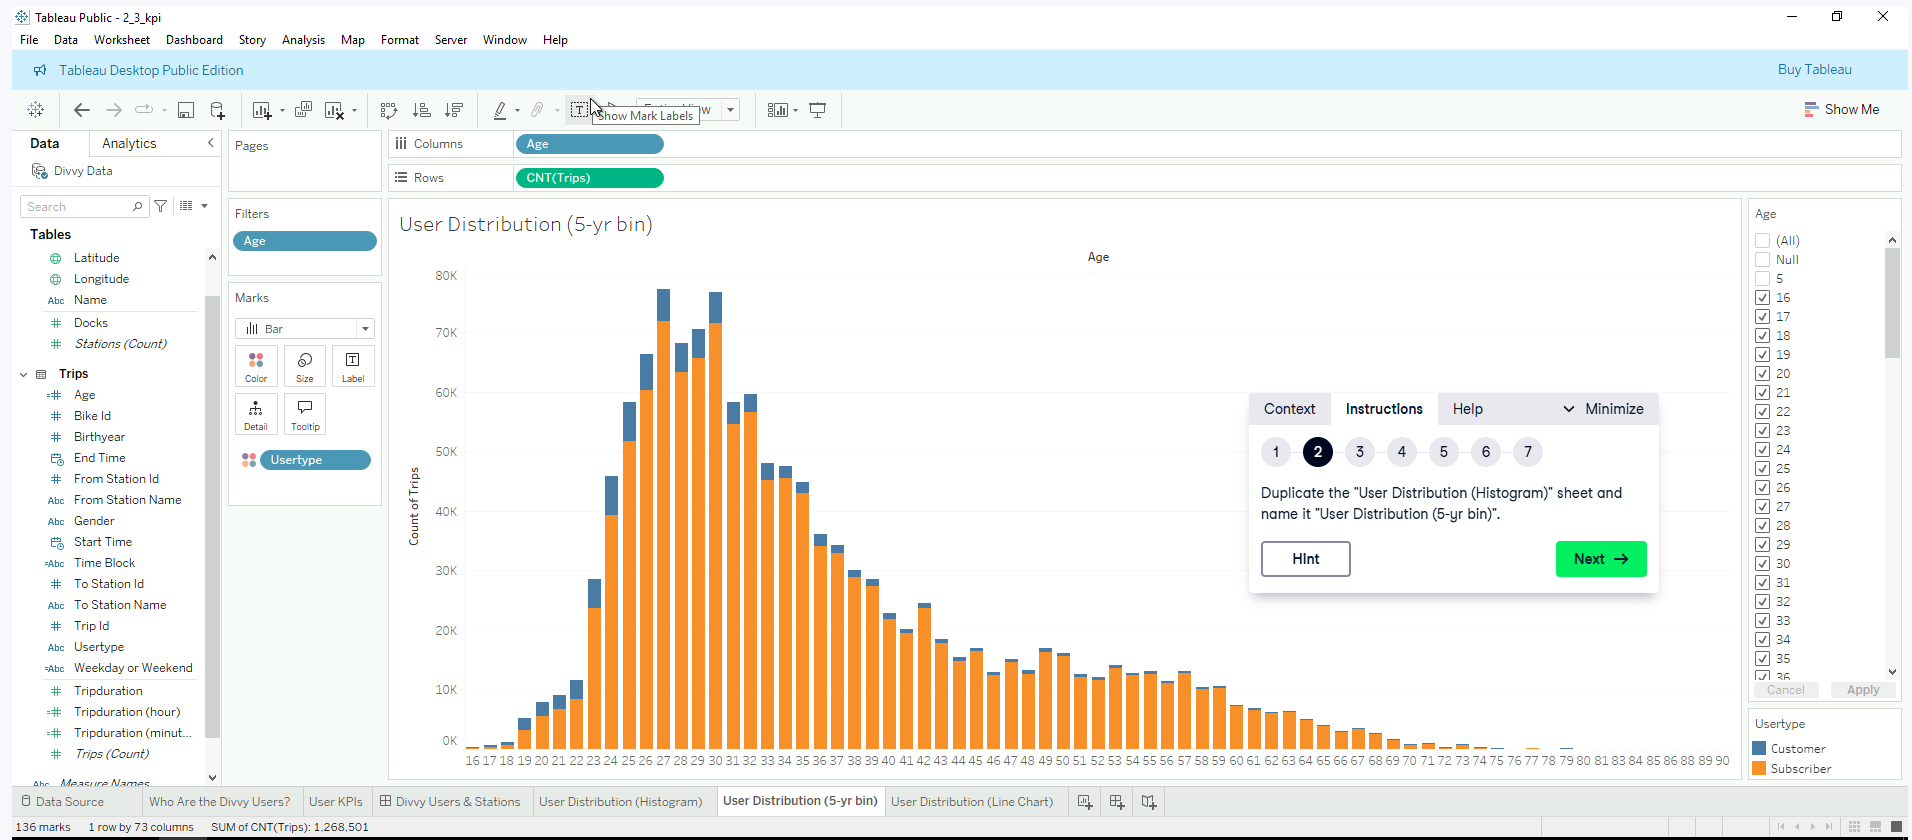 Tableau Public - 2_3_kpi
File Data Worksheet Dashboard Story Analysis Map Format Server Window Help
Tableau Desktop Public Edition
Buy Tableau
Show Mark Labels
Show Me
Data
Analytics
Divvy Data
Search
Tables
Latitude
Longitude
Abc Name
Docks
Stations (Count)
Trips
Age
Bike Id
Birthyear
End Time
From Station Id
Abc From Station Name
Abc Gender
Start Time
=Abc Time Block
To Station Id
Abc To Station Name
Trip Id
Abc Usertype
=Abc Weekday or Weekend
Tripduration
Tripduration (hour)
Tripduration (minut...
Trips (Count)
Abc Measure Names
Pages
Filters
Age
Marks
Bar
Color Size Label
Detail Tooltip
Usertype
Columns
Age
Rows
CNT(Trips)
User Distribution (5-yr bin)
Age
Count of Trips
80K
70K
60K
50K
40K
30K
20K
10K
0K
16 17 18 19 20 21 22 23 24 25 26 27 28 29 30 31 32 33 34 35 36 37 38 39 40 41 42 43 44 45 46 47 48 49 50 51 52 53 54 55 56 57 58 59 60 61 62 63 64 65 66 67 68 69 70 71 72 73 74 75 76 77 79 80 81 83 84 85 86 88 89 90
Context
Instructions
Help
Minimize
1 2 3 4 5 6 7
Duplicate the "User Distribution (Histogram)" sheet and
name it "User Distribution (5-yr bin)".
Hint
Next
Age
(All)
Null
5
16
17
18
19
20
21
22
23
24
25
26
27
28
29
30
31
32
33
34
35
36
Cancel
Apply
Usertype
Customer
Subscriber
Data Source
Who Are the Divvy Users?
User KPIs
Divvy Users & Stations
User Distribution (Histogram)
User Distribution (5-yr bin)
User Distribution (Line Chart)
136 marks
1 row by 73 columns
SUM of CNT(Trips): 1,268,501